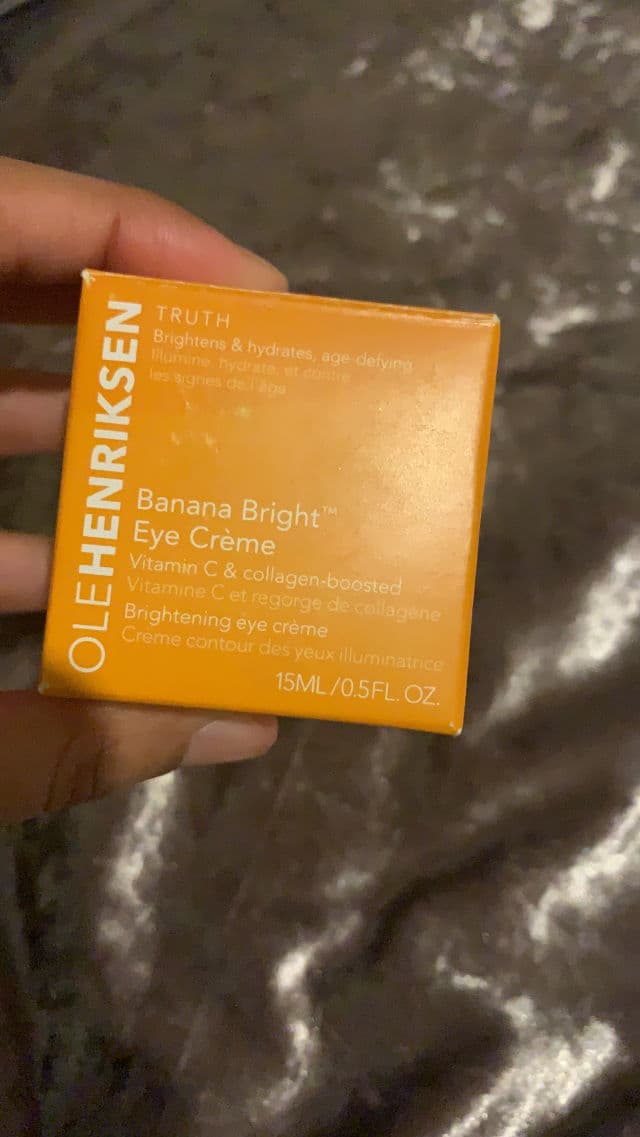 OLEHENRIKSEN
TRUTH
Brightens & hydrates, age-defying
Illumine, hydrate, et contre
les signes de l'âge
Banana Bright™
Eye Crème
Vitamin C & collagen-boosted
Vitamine C et regorge de collagène
Brightening eye crème
Crème contour des yeux illuminatrice
15ML/0.5FL. OZ.